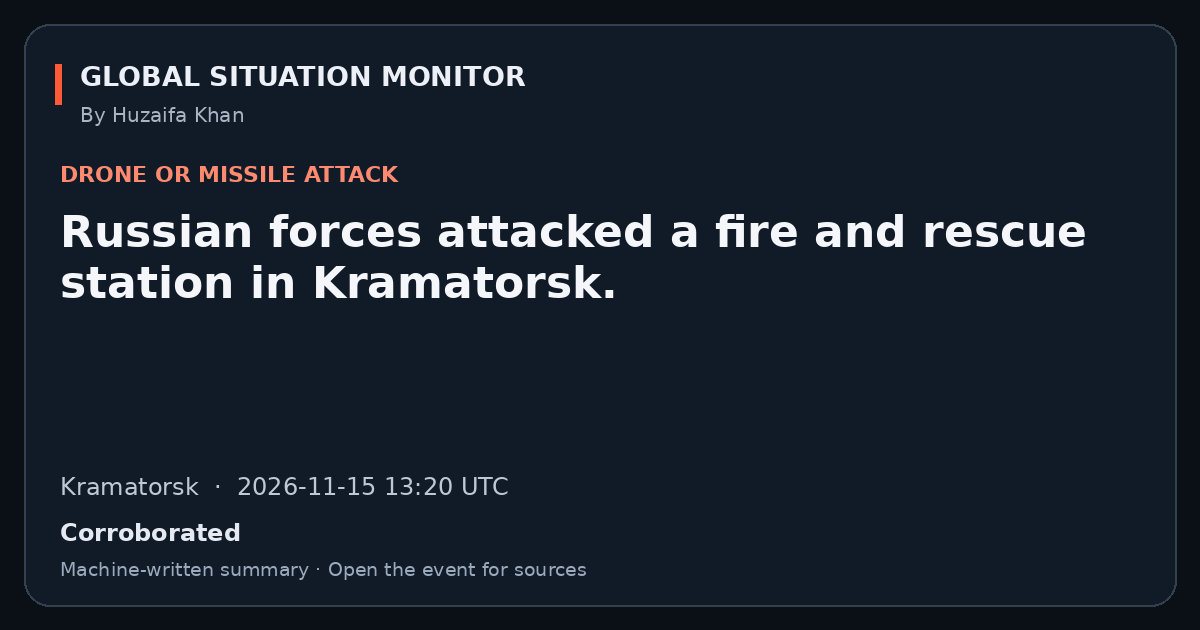 GLOBAL SITUATION MONITOR
By Huzaifa Khan
DRONE OR MISSILE ATTACK
Russian forces attacked a fire and rescue
station in Kramatorsk.
Kramatorsk · 2026-11-15 13:20 UTC
Corroborated
Machine-written summary · Open the event for sources